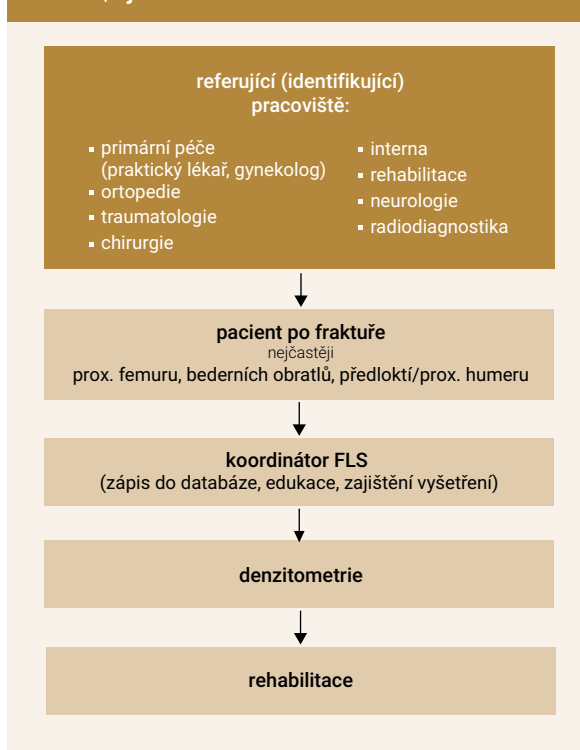 referující (identifikující)
pracoviště:
▪ primární péče
(praktický lékař, gynekolog)
▪ ortopedie
▪ traumatologie
▪ chirurgie
▪ interna
▪ rehabilitace
▪ neurologie
▪ radiodiagnostika
pacient po fraktuře
nejčastěji
prox. femuru, bederních obratlů, předloktí/prox. humeru
koordinátor FLS
(zápis do databáze, edukace, zajištění vyšetření)
denzitometrie
rehabilitace